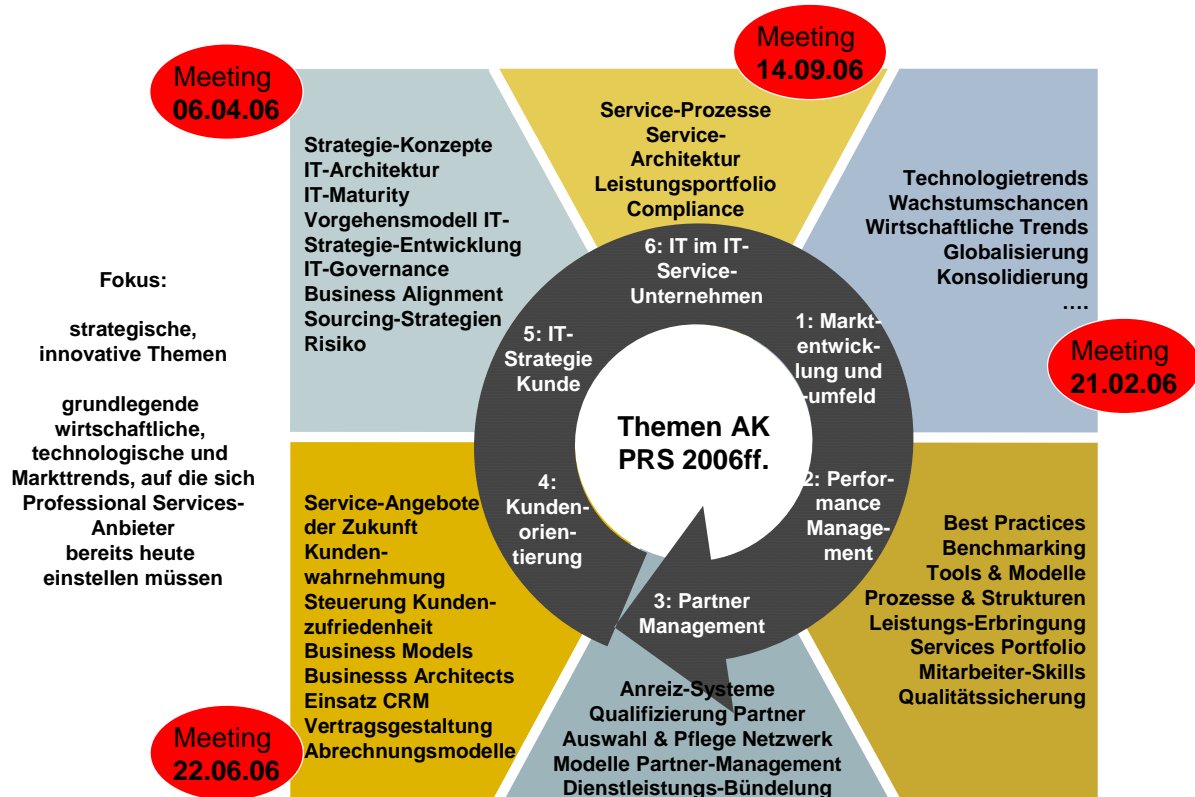 Meeting
14.09.06
Meeting
06.04.06
Service-Prozesse
Service-
Architektur
Leistungsportfolio
Compliance
Strategie-Konzepte
IT-Architektur
IT-Maturity
Vorgehensmodell IT-
Strategie-Entwicklung
IT-Governance
Business Alignment
Sourcing-Strategien
Risiko
Technologietrends
Wachstumschancen
Wirtschaftliche Trends
Globalisierung
Konsolidierung
....
Meeting
21.02.06
Fokus:
strategische,
innovative Themen
grundlegende
wirtschaftliche,
technologische und
Markttrends, auf die sich
Professional Services-
Anbieter
bereits heute
einstellen müssen
6: IT im IT-
Service-
Unternehmen
1: Markt-
entwick-
lung und
-umfeld
5: IT-
Strategie
Kunde
Themen AK
PRS 2006ff.
4:
Kunden-
orien-
tierung
2: Perfor-
mance
Manage-
ment
3: Partner
Management
Service-Angebote
der Zukunft
Kunden-
wahrnehmung
Steuerung Kunden-
zufriedenheit
Business Models
Businesss Architects
Einsatz CRM
Vertragsgestaltung
Abrechnungsmodelle
Meeting
22.06.06
Best Practices
Benchmarking
Tools & Modelle
Prozesse & Strukturen
Leistungs-Erbringung
Services Portfolio
Mitarbeiter-Skills
Qualitätssicherung
Anreiz-Systeme
Qualifizierung Partner
Auswahl & Pflege Netzwerk
Modelle Partner-Management
Dienstleistungs-Bündelung